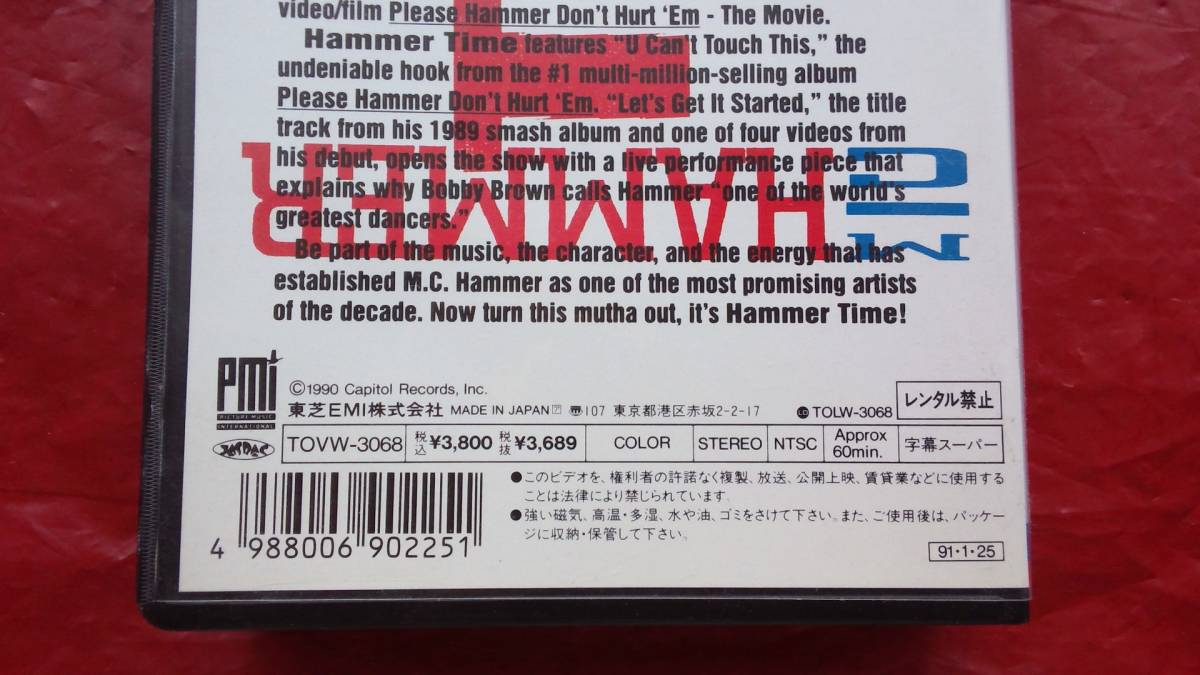 video/film Please Hammer Don't Hurt ‘Em - The Movie.
Hammer Time features “U Can't Touch This,” the
undeniable hook from the #1 multi-million-selling album
Please Hammer Don't Hurt ‘Em. “Let's Get It Started,” the title
track from his 1989 smash album and one of four videos from
his debut, opens the show with a live performance piece that
explains why Bobby Brown calls Hammer “one of the world's
greatest dancers.”
Be part of the music, the character, and the energy that has
established M.C. Hammer as one of the most promising artists
of the decade. Now turn this mutha out, it's Hammer Time!
HAMMER
PMI
PICTURE MUSIC
INTERNATIONAL
©1990 Capitol Records, Inc.
東芝EMI株式会社 MADE IN JAPAN 〒107 東京都港区赤坂2-2-17
LD TOLW-3068
レンタル禁止
JASRAC
TOVW-3068 税込¥3,800 税抜¥3,689 COLOR STEREO NTSC Approx 60min. 字幕スーパー
●このビデオを、権利者の許諾なく複製、放送、公開上映、賃貸業などに使用する
ことは法律により禁じられています。
●強い磁気、高温・多湿、水や油、ゴミをさけて下さい。また、ご使用後は、パッケー
ジに収納・保管して下さい。
4 988006 902251
91・1・25